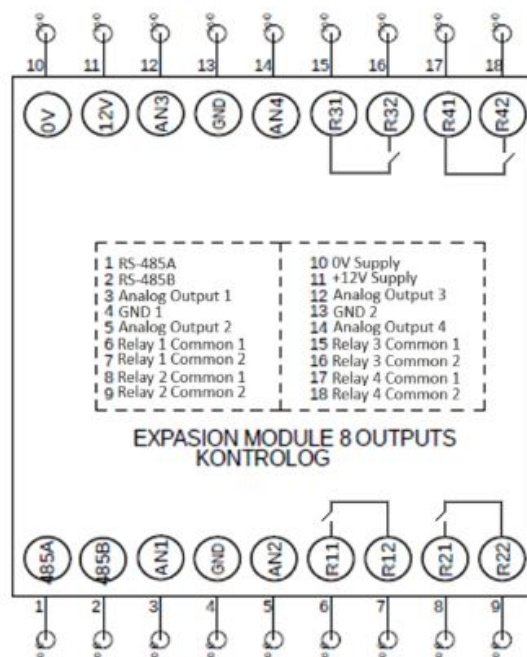 10 11 12 13 14 15 16 17 18
0V 12V AN3 GND AN4 R31 R32 R41 R42
1 RS-485A
2 RS-485B
3 Analog Output 1
4 GND 1
5 Analog Output 2
6 Relay 1 Common 1
7 Relay 1 Common 2
8 Relay 2 Common 1
9 Relay 2 Common 2
10 0V Supply
11 +12V Supply
12 Analog Output 3
13 GND 2
14 Analog Output 4
15 Relay 3 Common 1
16 Relay 3 Common 2
17 Relay 4 Common 1
18 Relay 4 Common 2
EXPASION MODULE 8 OUTPUTS
KONTROLOG
485A 485B AN1 GND AN2 R11 R12 R21 R22
1 2 3 4 5 6 7 8 9